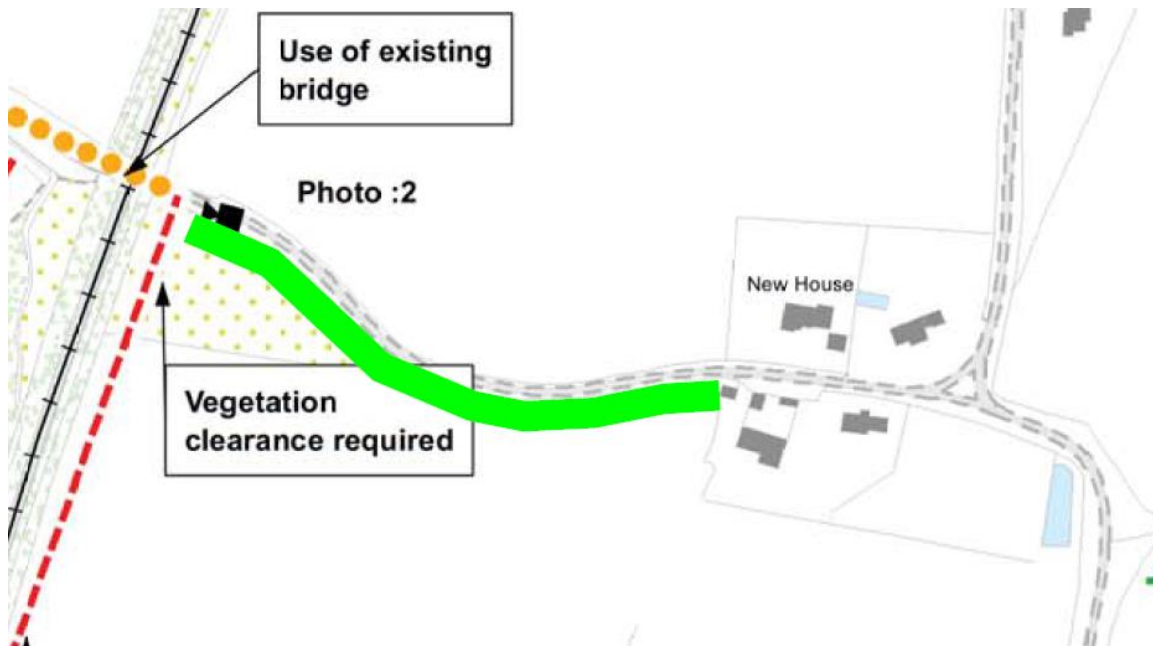 Use of existing
bridge
Photo :2
New House
Vegetation
clearance required